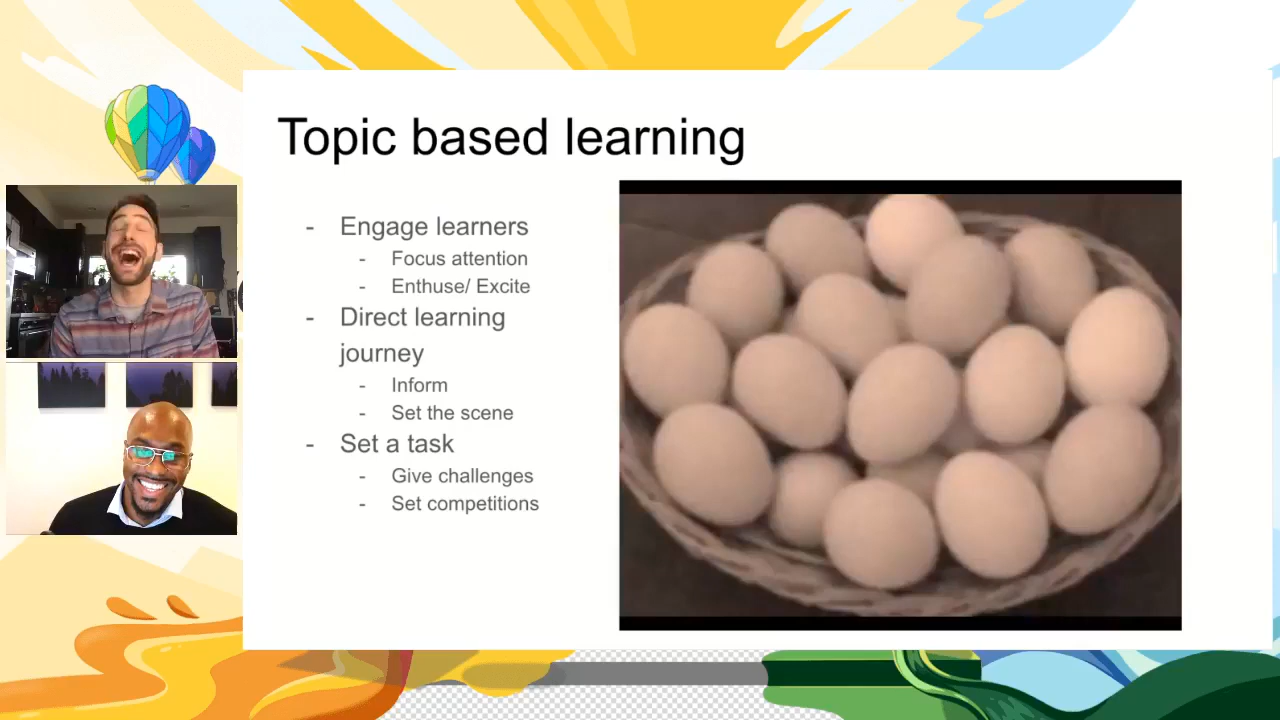 Topic based learning
- Engage learners
- Focus attention
- Enthuse/ Excite
- Direct learning
journey
- Inform
- Set the scene
- Set a task
- Give challenges
- Set competitions